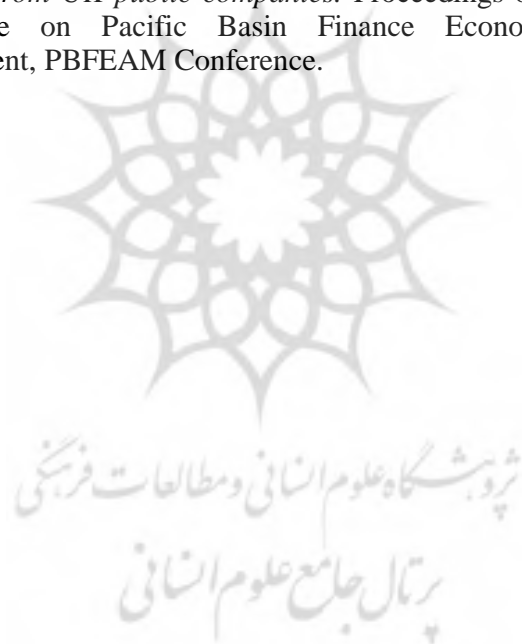 from UK public companies. Proceedings o
e on Pacific Basin Finance Econo
ent, PBFEAM Conference.
پژوهشگاه علوم انسانی و مطالعات فرهنگی
پرتال جامع علوم انسانی